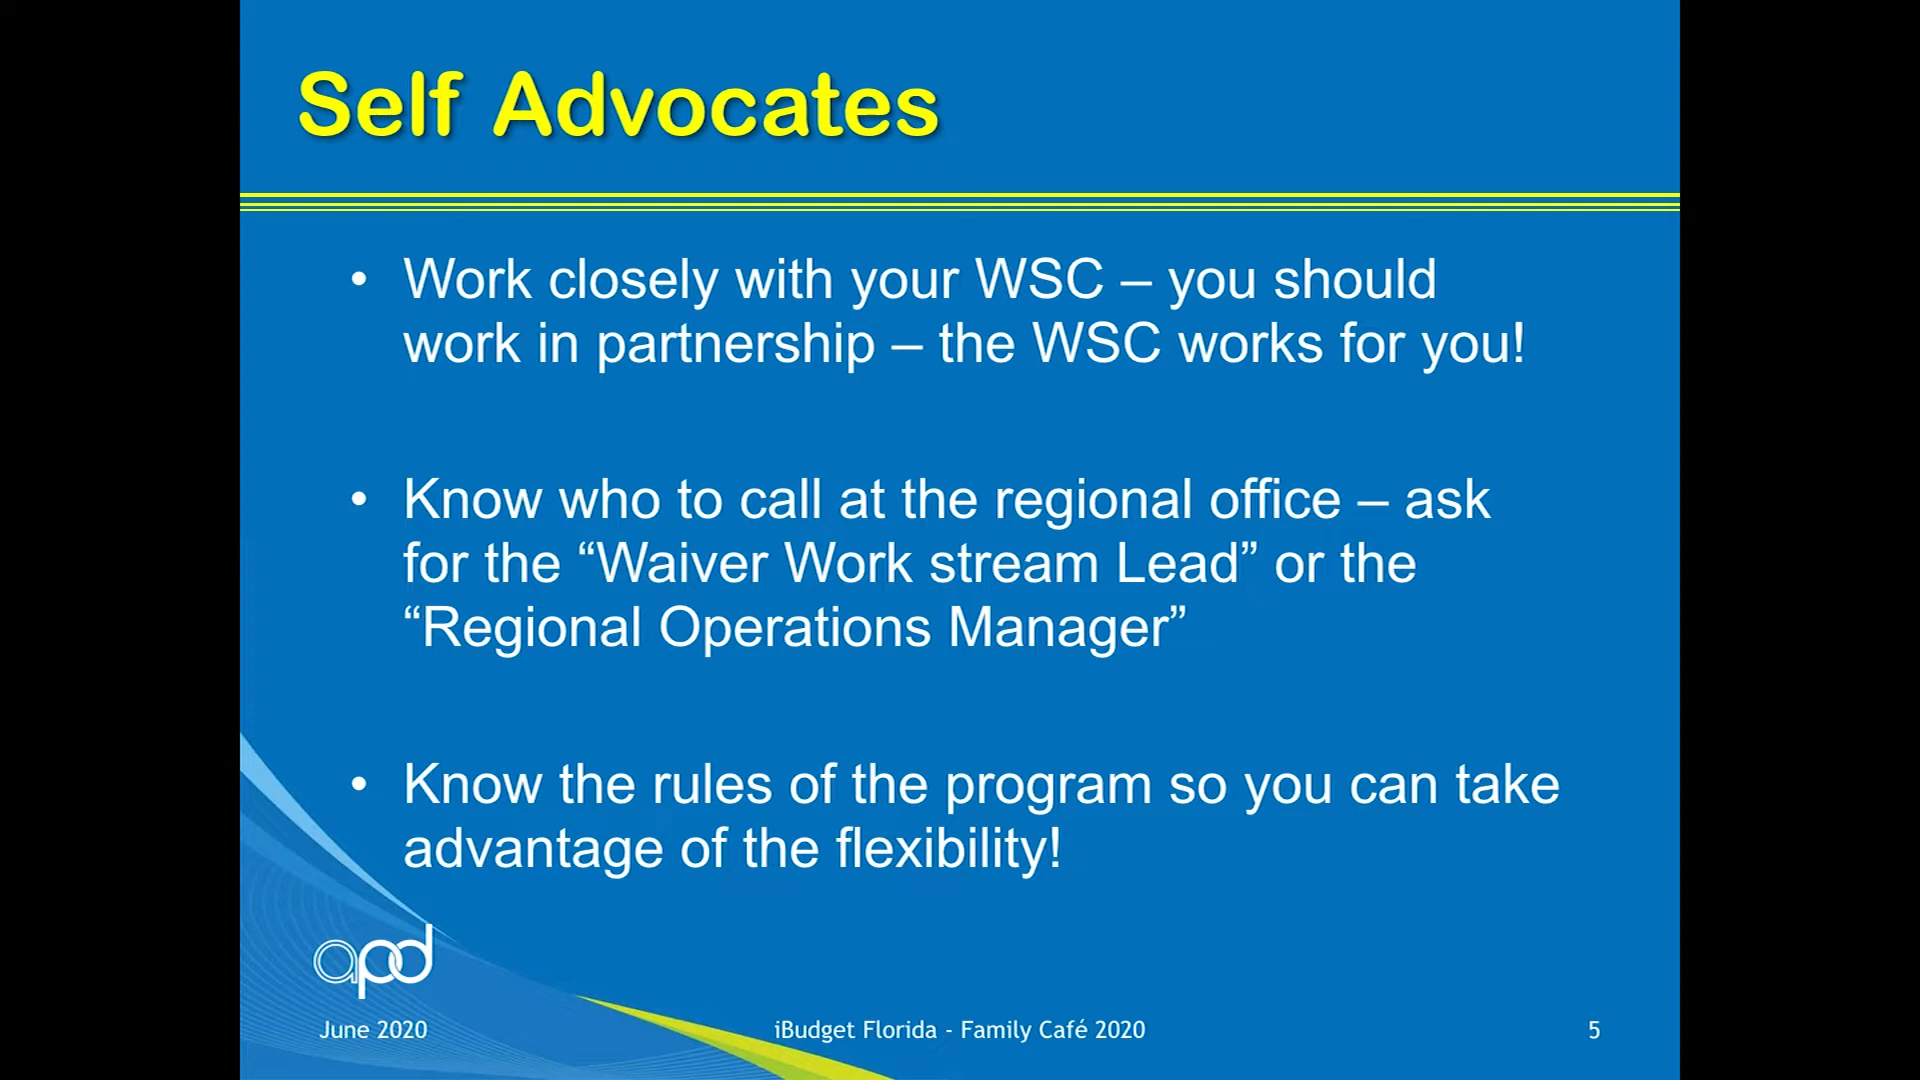 Self Advocates
• Work closely with your WSC – you should
work in partnership – the WSC works for you!
• Know who to call at the regional office – ask
for the “Waiver Work stream Lead” or the
“Regional Operations Manager”
• Know the rules of the program so you can take
advantage of the flexibility!
apd
June 2020
iBudget Florida - Family Café 2020
5